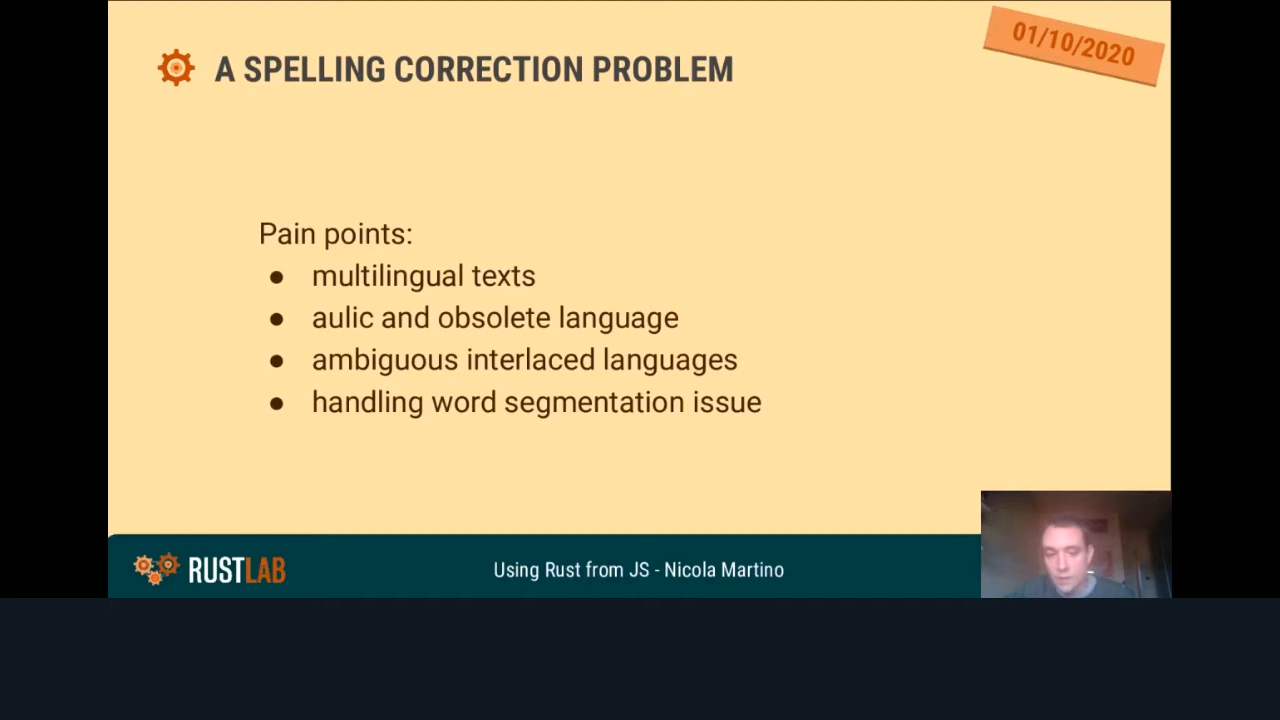 01/10/2020
A SPELLING CORRECTION PROBLEM
Pain points:
● multilingual texts
● aulic and obsolete language
● ambiguous interlaced languages
● handling word segmentation issue
RUSTLAB
Using Rust from JS - Nicola Martino